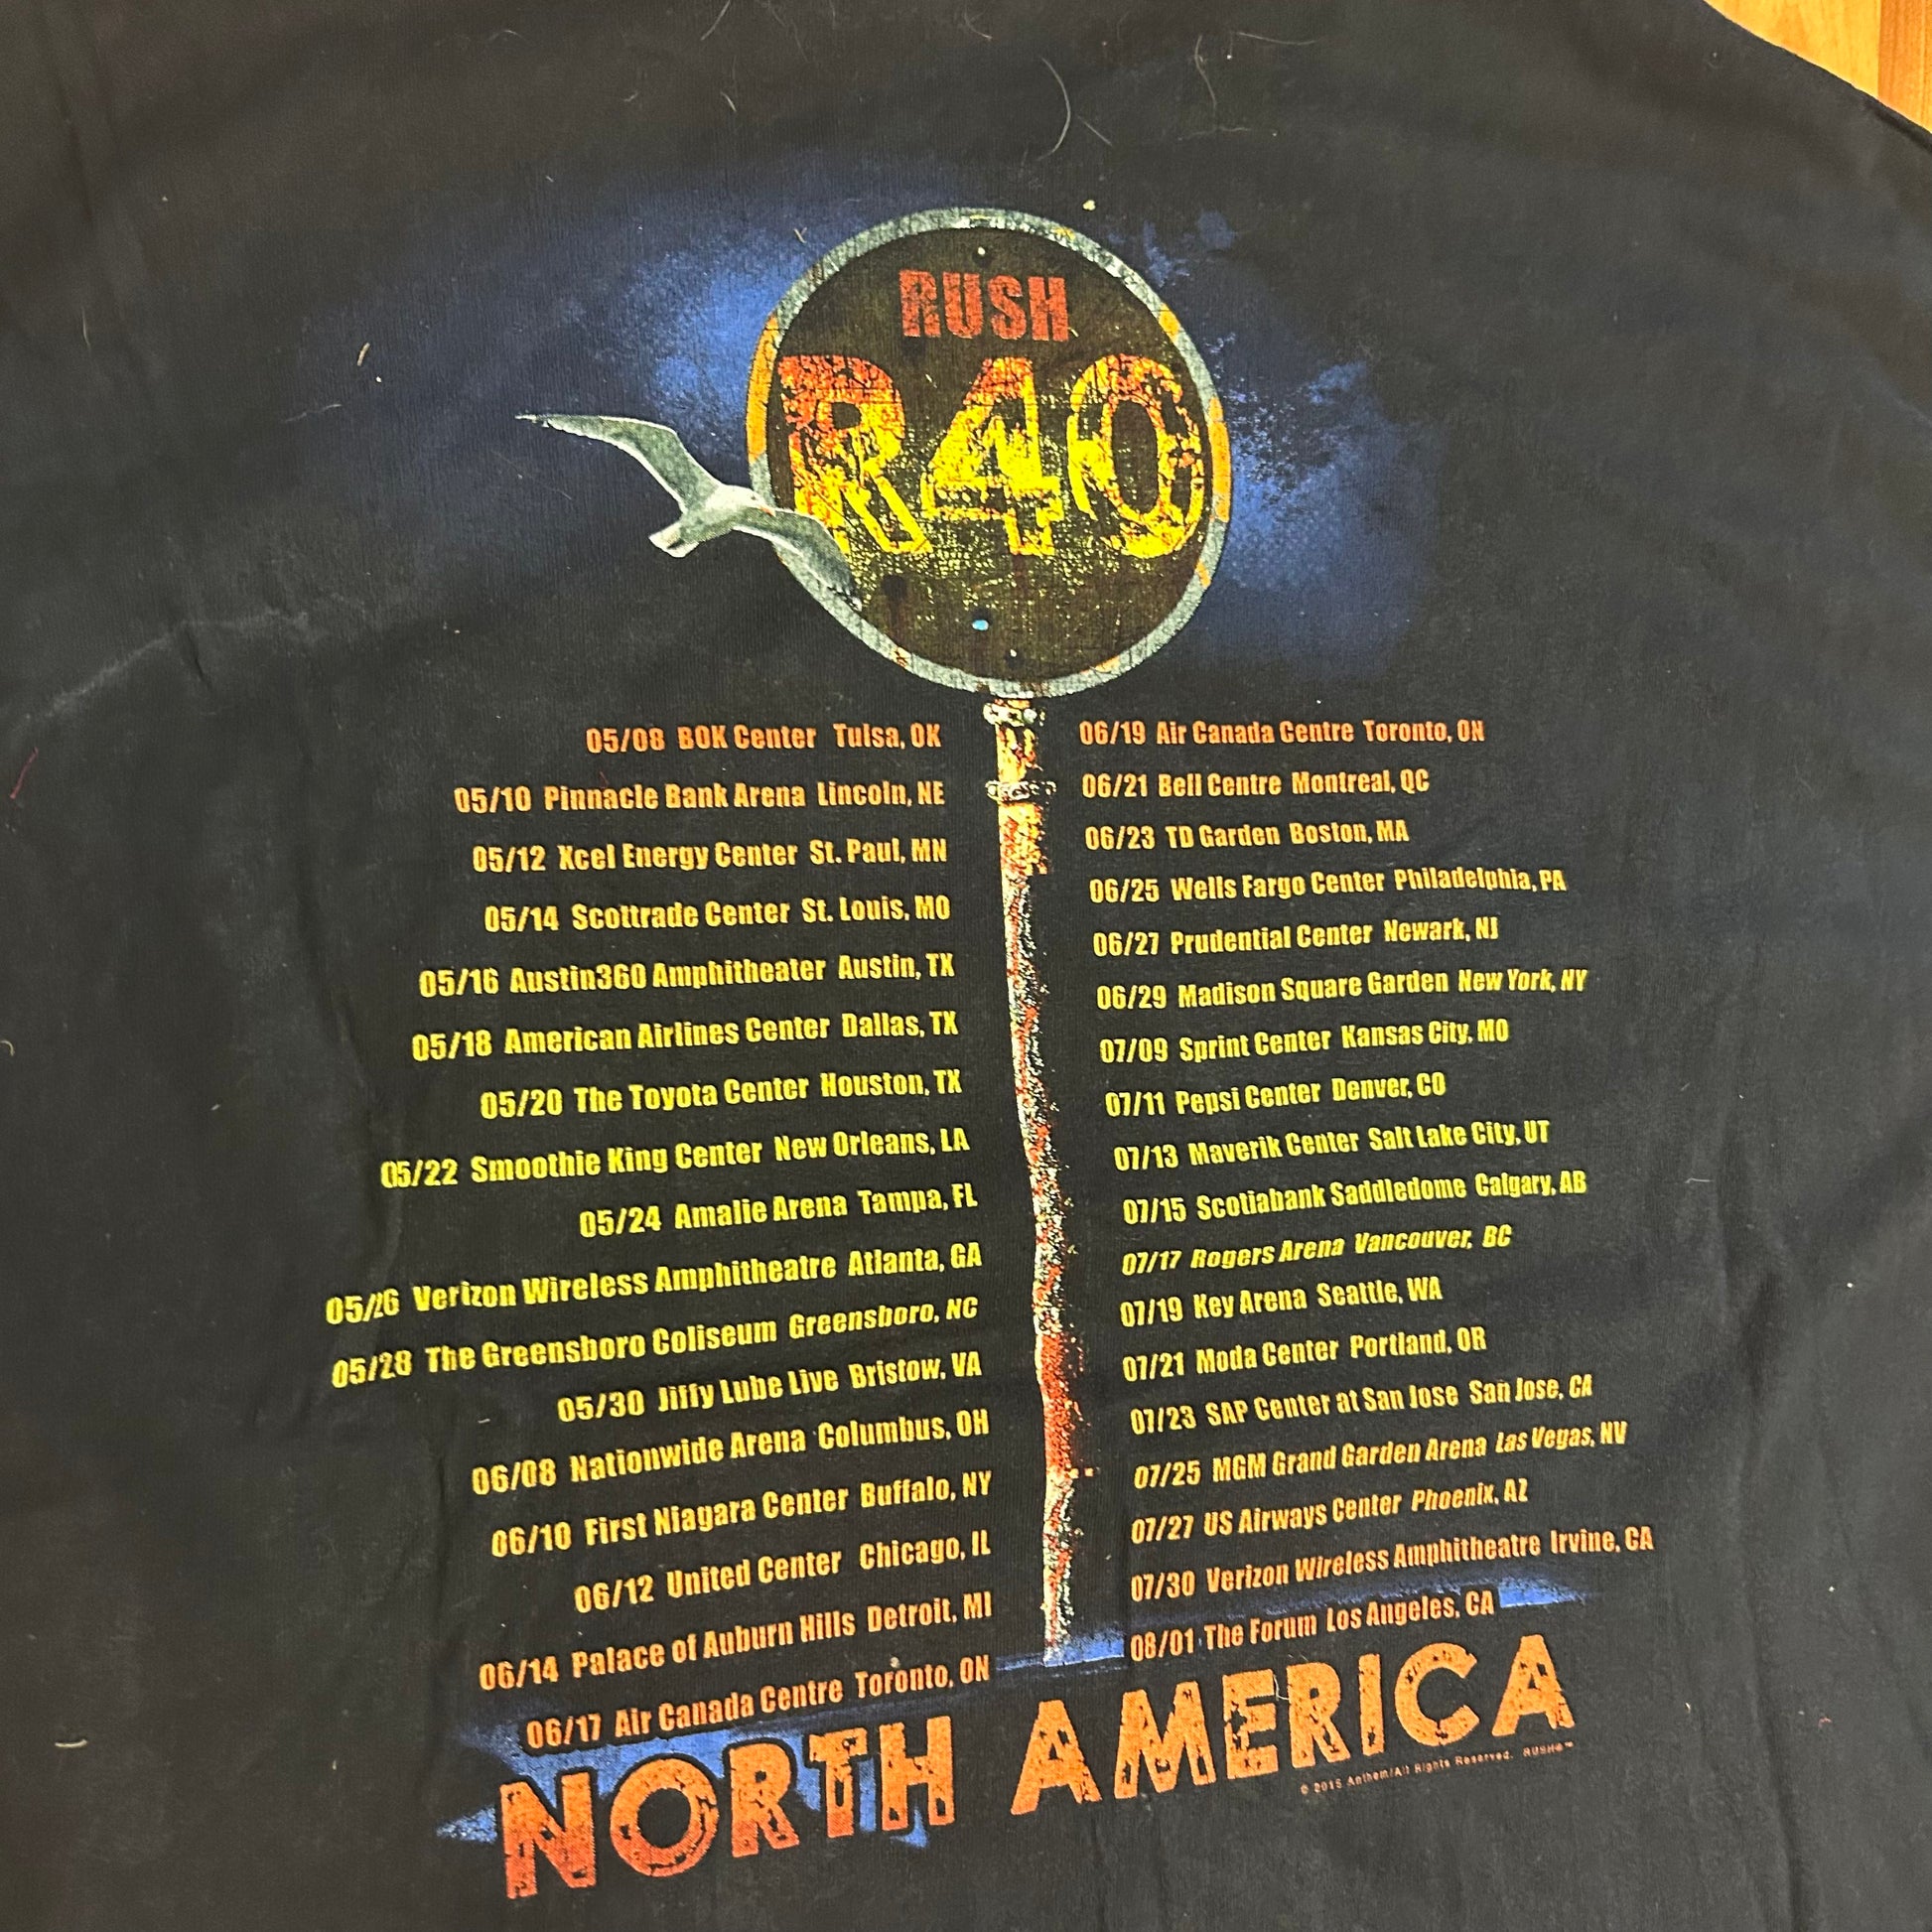 RUSH
R40
05/08 BOK Center Tulsa, OK
05/10 Pinnacle Bank Arena Lincoln, NE
05/12 Xcel Energy Center St. Paul, MN
05/14 Scottrade Center St. Louis, MO
05/16 Austin360 Amphitheater Austin, TX
05/18 American Airlines Center Dallas, TX
05/20 The Toyota Center Houston, TX
05/22 Smoothie King Center New Orleans, LA
05/24 Amalie Arena Tampa, FL
05/26 Verizon Wireless Amphitheatre Atlanta, GA
05/28 The Greensboro Coliseum Greensboro, NC
05/30 Jiffy Lube Live Bristow, VA
06/08 Nationwide Arena Columbus, OH
06/10 First Niagara Center Buffalo, NY
06/12 United Center Chicago, IL
06/14 Palace of Auburn Hills Detroit, MI
06/17 Air Canada Centre Toronto, ON
06/19 Air Canada Centre Toronto, ON
06/21 Bell Centre Montreal, QC
06/23 TD Garden Boston, MA
06/25 Wells Fargo Center Philadelphia, PA
06/27 Prudential Center Newark, NJ
06/29 Madison Square Garden New York, NY
07/09 Sprint Center Kansas City, MO
07/11 Pepsi Center Denver, CO
07/13 Maverik Center Salt Lake City, UT
07/15 Scotiabank Saddledome Calgary, AB
07/17 Rogers Arena Vancouver, BC
07/19 Key Arena Seattle, WA
07/21 Moda Center Portland, OR
07/23 SAP Center at San Jose San Jose, CA
07/25 MGM Grand Garden Arena Las Vegas, NV
07/27 US Airways Center Phoenix, AZ
07/30 Verizon Wireless Amphitheatre Irvine, CA
08/01 The Forum Los Angeles, CA
NORTH AMERICA
© 2015 Anthem/All Rights Reserved. RUSH®™